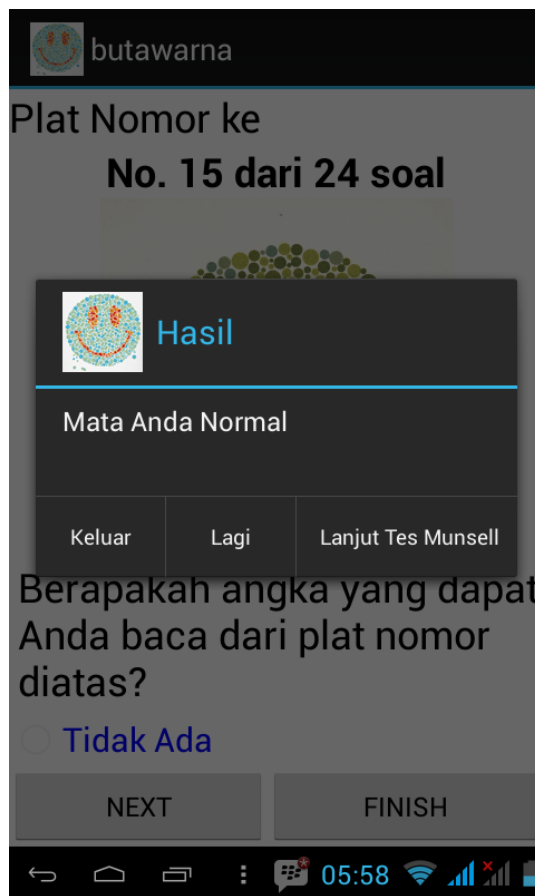 butawarna
Plat Nomor ke
No. 15 dari 24 soal
Hasil
Mata Anda Normal
Keluar Lagi Lanjut Tes Munsell
Berapakah angka yang dapat
Anda baca dari plat nomor
diatas?
Tidak Ada
NEXT FINISH
05:58